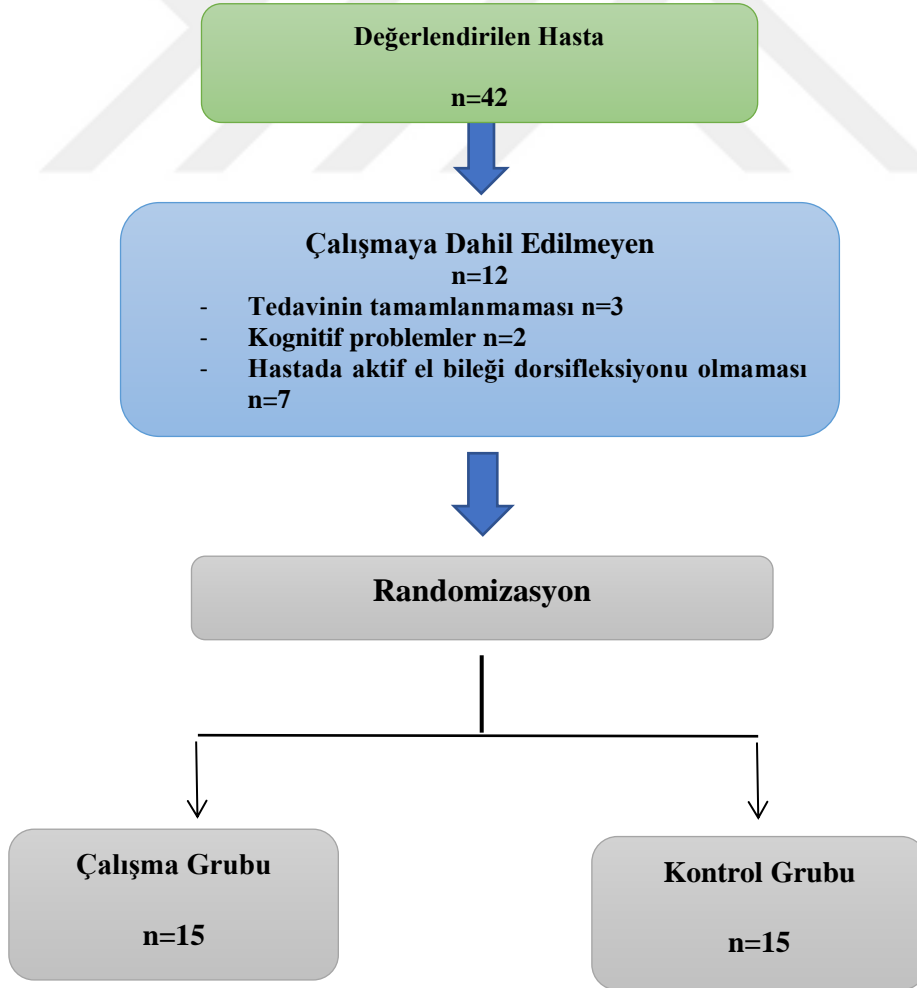 Değerlendirilen Hasta
n=42
Çalışmaya Dahil Edilmeyen
n=12
- Tedavinin tamamlanmaması n=3
- Kognitif problemler n=2
- Hastada aktif el bileği dorsifleksiyonu olmaması
n=7
Randomizasyon
Çalışma Grubu
n=15
Kontrol Grubu
n=15